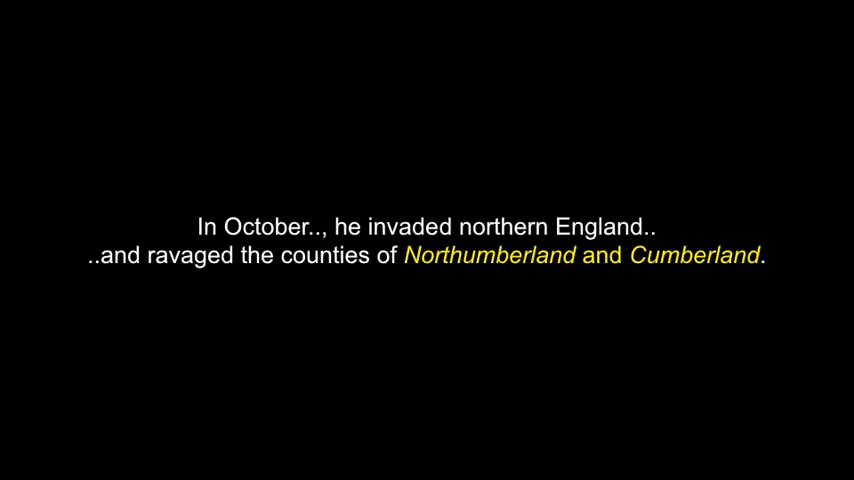 In October.., he invaded northern England..
..and ravaged the counties of Northumberland and Cumberland.